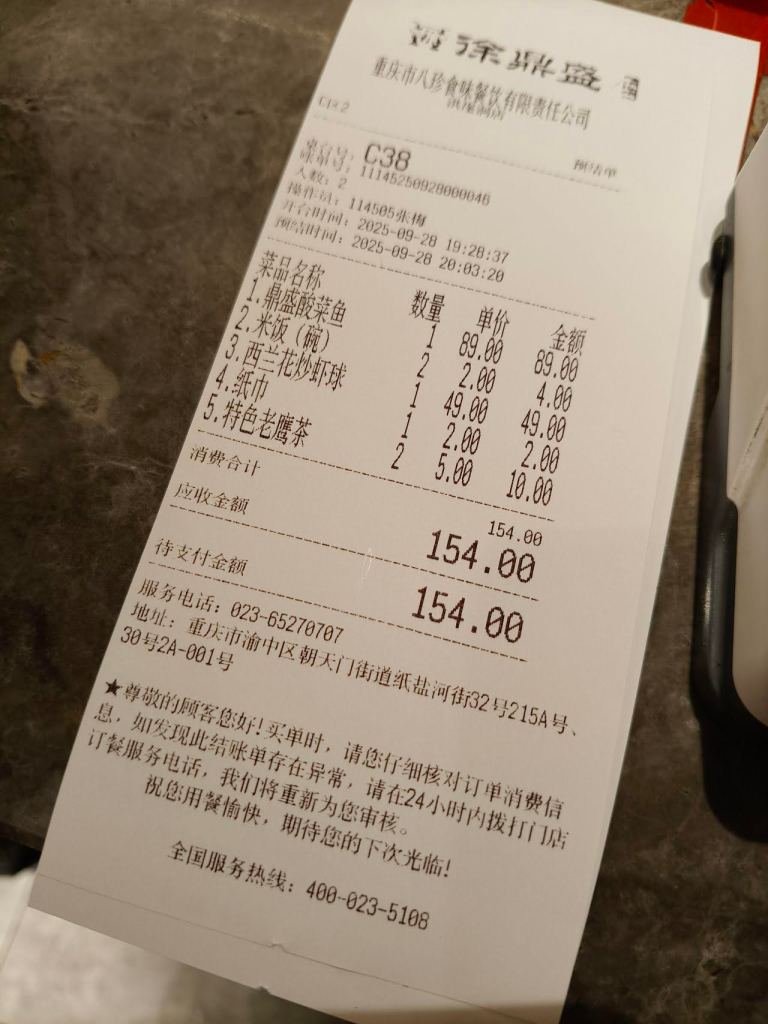 徐鼎盛
重庆市八珍食味餐饮有限责任公司
洪崖洞店
C区2
预结单
桌台号: C38
账单号: 11145250928000046
人数: 2
操作员: 114505张梅
开台时间: 2025-09-28 19:28:37
预结时间: 2025-09-28 20:03:20
菜品名称 数量 单价 金额
1.鼎盛酸菜鱼 1 89.00 89.00
2.米饭(碗) 2 2.00 4.00
3.西兰花炒虾球 1 49.00 49.00
4.纸巾 1 2.00 2.00
5.特色老鹰茶 2 5.00 10.00
消费合计 154.00
应收金额 154.00
待支付金额 154.00
服务电话: 023-65270707
地址: 重庆市渝中区朝天门街道纸盐河街32号215A号、
30号2A-001号
★尊敬的顾客您好!买单时, 请您仔细核对订单消费信
息, 如发现此结账单存在异常, 请在24小时内拨打门店
订餐服务电话, 我们将重新为您审核。
祝您用餐愉快, 期待您的下次光临!
全国服务热线: 400-023-5108